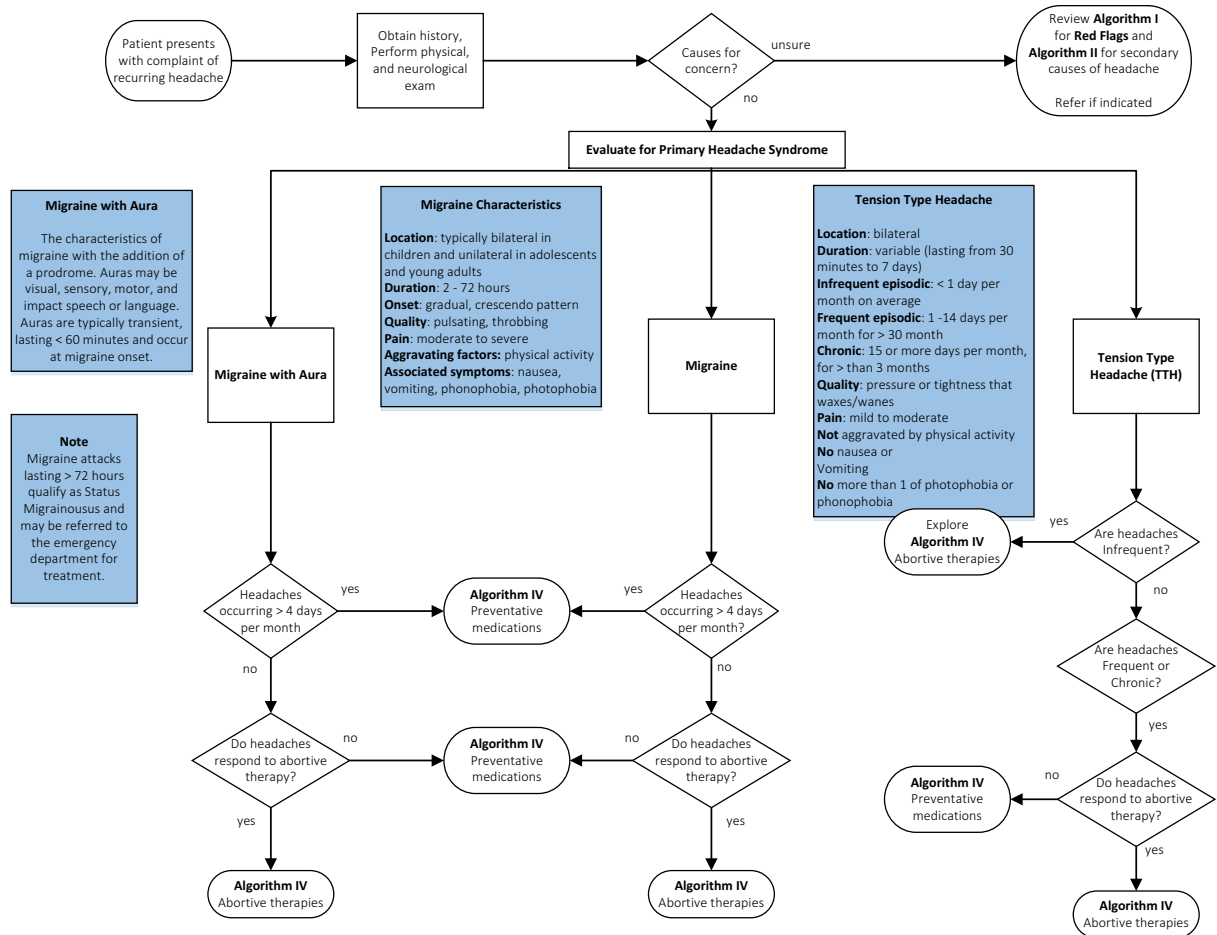 Patient presents
with complaint of
recurring headache
Obtain history,
Perform physical,
and neurological
exam
Causes for
concern?
unsure
no
Review Algorithm I
for Red Flags and
Algorithm II for secondary
causes of headache
Refer if indicated
Evaluate for Primary Headache Syndrome
Migraine with Aura
The characteristics of
migraine with the addition of
a prodrome. Auras may be
visual, sensory, motor, and
impact speech or language.
Auras are typically transient,
lasting < 60 minutes and occur
at migraine onset.
Note
Migraine attacks
lasting > 72 hours
qualify as Status
Migrainousus and
may be referred to
the emergency
department for
treatment.
Migraine with Aura
Migraine Characteristics
Location: typically bilateral in
children and unilateral in adolescents
and young adults
Duration: 2 - 72 hours
Onset: gradual, crescendo pattern
Quality: pulsating, throbbing
Pain: moderate to severe
Aggravating factors: physical activity
Associated symptoms: nausea,
vomiting, phonophobia, photophobia
Migraine
Tension Type Headache
Location: bilateral
Duration: variable (lasting from 30
minutes to 7 days)
Infrequent episodic: < 1 day per
month on average
Frequent episodic: 1 -14 days per
month for > 30 month
Chronic: 15 or more days per month,
for > than 3 months
Quality: pressure or tightness that
waxes/wanes
Pain: mild to moderate
Not aggravated by physical activity
No nausea or
Vomiting
No more than 1 of photophobia or
phonophobia
Tension Type
Headache (TTH)
Explore
Algorithm IV
Abortive therapies
yes
Are headaches
Infrequent?
no
Headaches
occurring > 4 days
per month
yes
no
Algorithm IV
Preventative
medications
yes
Headaches
occurring > 4 days
per month?
no
Are headaches
Frequent or
Chronic?
yes
Do headaches
respond to abortive
therapy?
no
yes
Algorithm IV
Preventative
medications
no
Do headaches
respond to abortive
therapy?
yes
Algorithm IV
Preventative
medications
no
Do headaches
respond to abortive
therapy?
yes
Algorithm IV
Abortive therapies
Algorithm IV
Abortive therapies
Algorithm IV
Abortive therapies